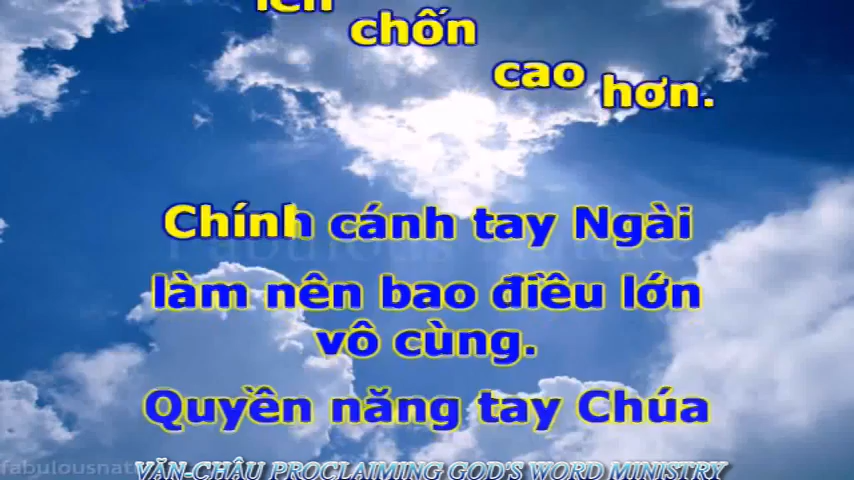 lên
chốn
cao
hơn.
Chính cánh tay Ngài
làm nên bao điều lớn
vô cùng.
Quyền năng tay Chúa
VĂN-CHÂU PROCLAIMING GOD'S WORD MINISTRY